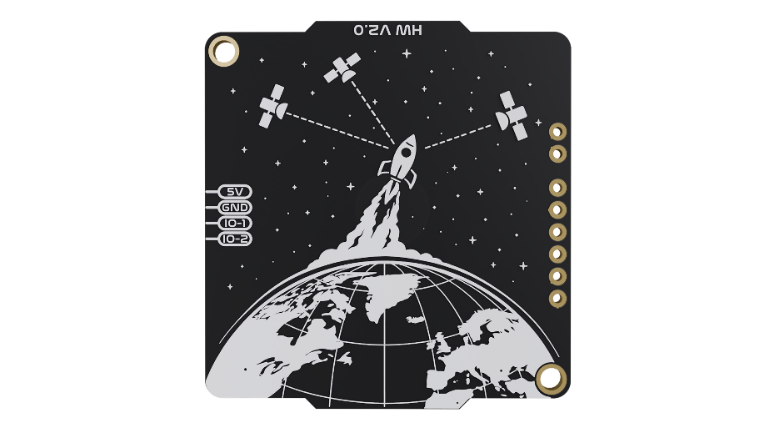 HW V2.0
5V
GND
IO-1
IO-2